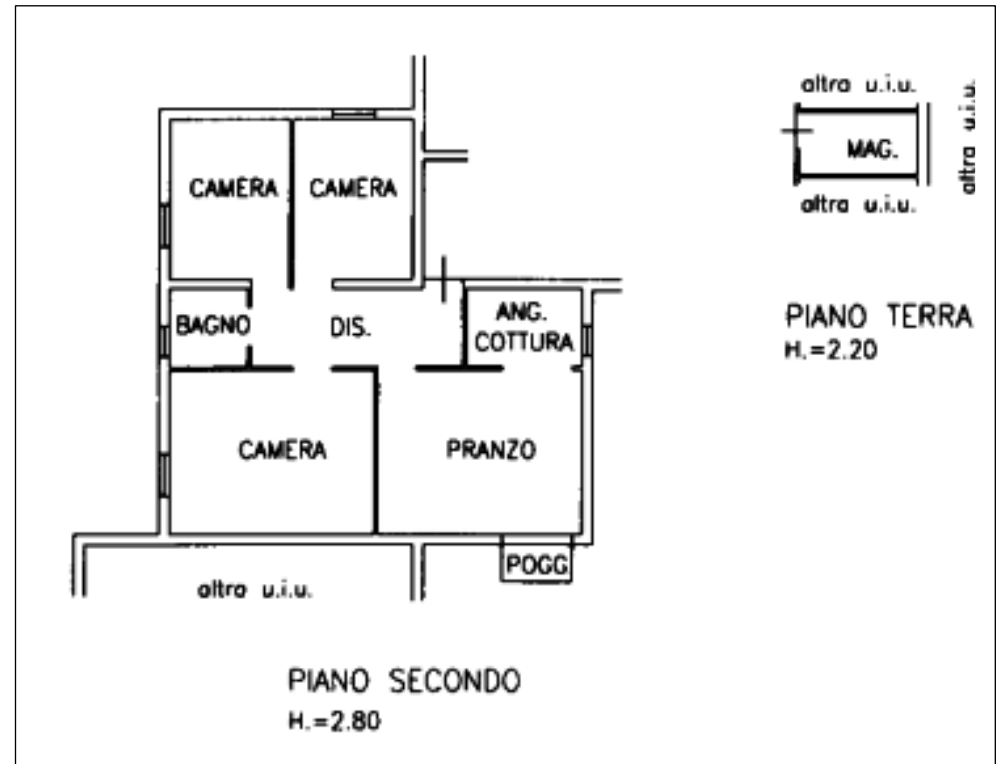 altra u.i.u.
altra u.i.u.
MAG.
altra u.i.u.
CAMERA
CAMERA
PIANO TERRA
H.=2.20
BAGNO
DIS.
ANG.
COTTURA
CAMERA
PRANZO
POGG
altra u.i.u.
PIANO SECONDO
H.=2.80